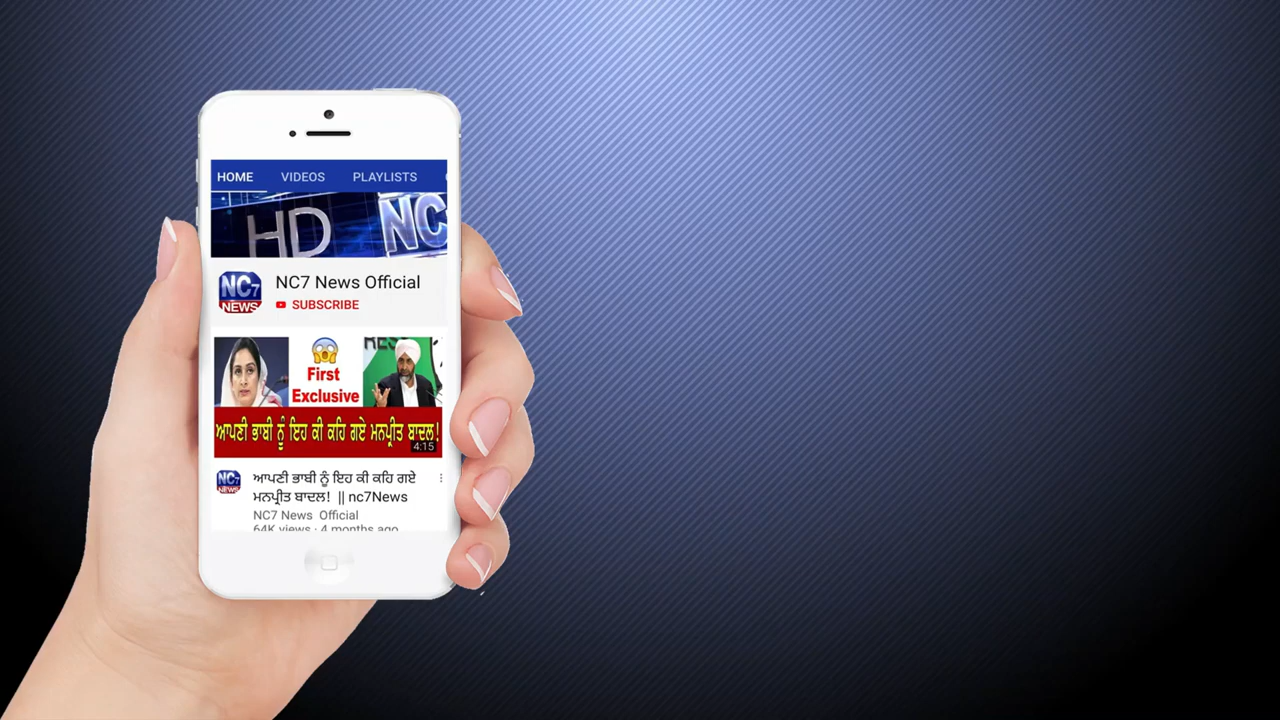 HOME VIDEOS PLAYLISTS
HD NC
NC7 NEWS
NC7 News Official
SUBSCRIBE
First
Exclusive
ਆਪਣੀ ਭਾਬੀ ਨੂੰ ਇਹ ਕੀ ਕਹਿ ਗਏ ਮਨਪ੍ਰੀਤ ਬਾਦਲ!
4:15
NC7 NEWS
ਆਪਣੀ ਭਾਬੀ ਨੂੰ ਇਹ ਕੀ ਕਹਿ ਗਏ
ਮਨਪ੍ਰੀਤ ਬਾਦਲ! || nc7News
NC7 News Official
64K views · 4 months ago